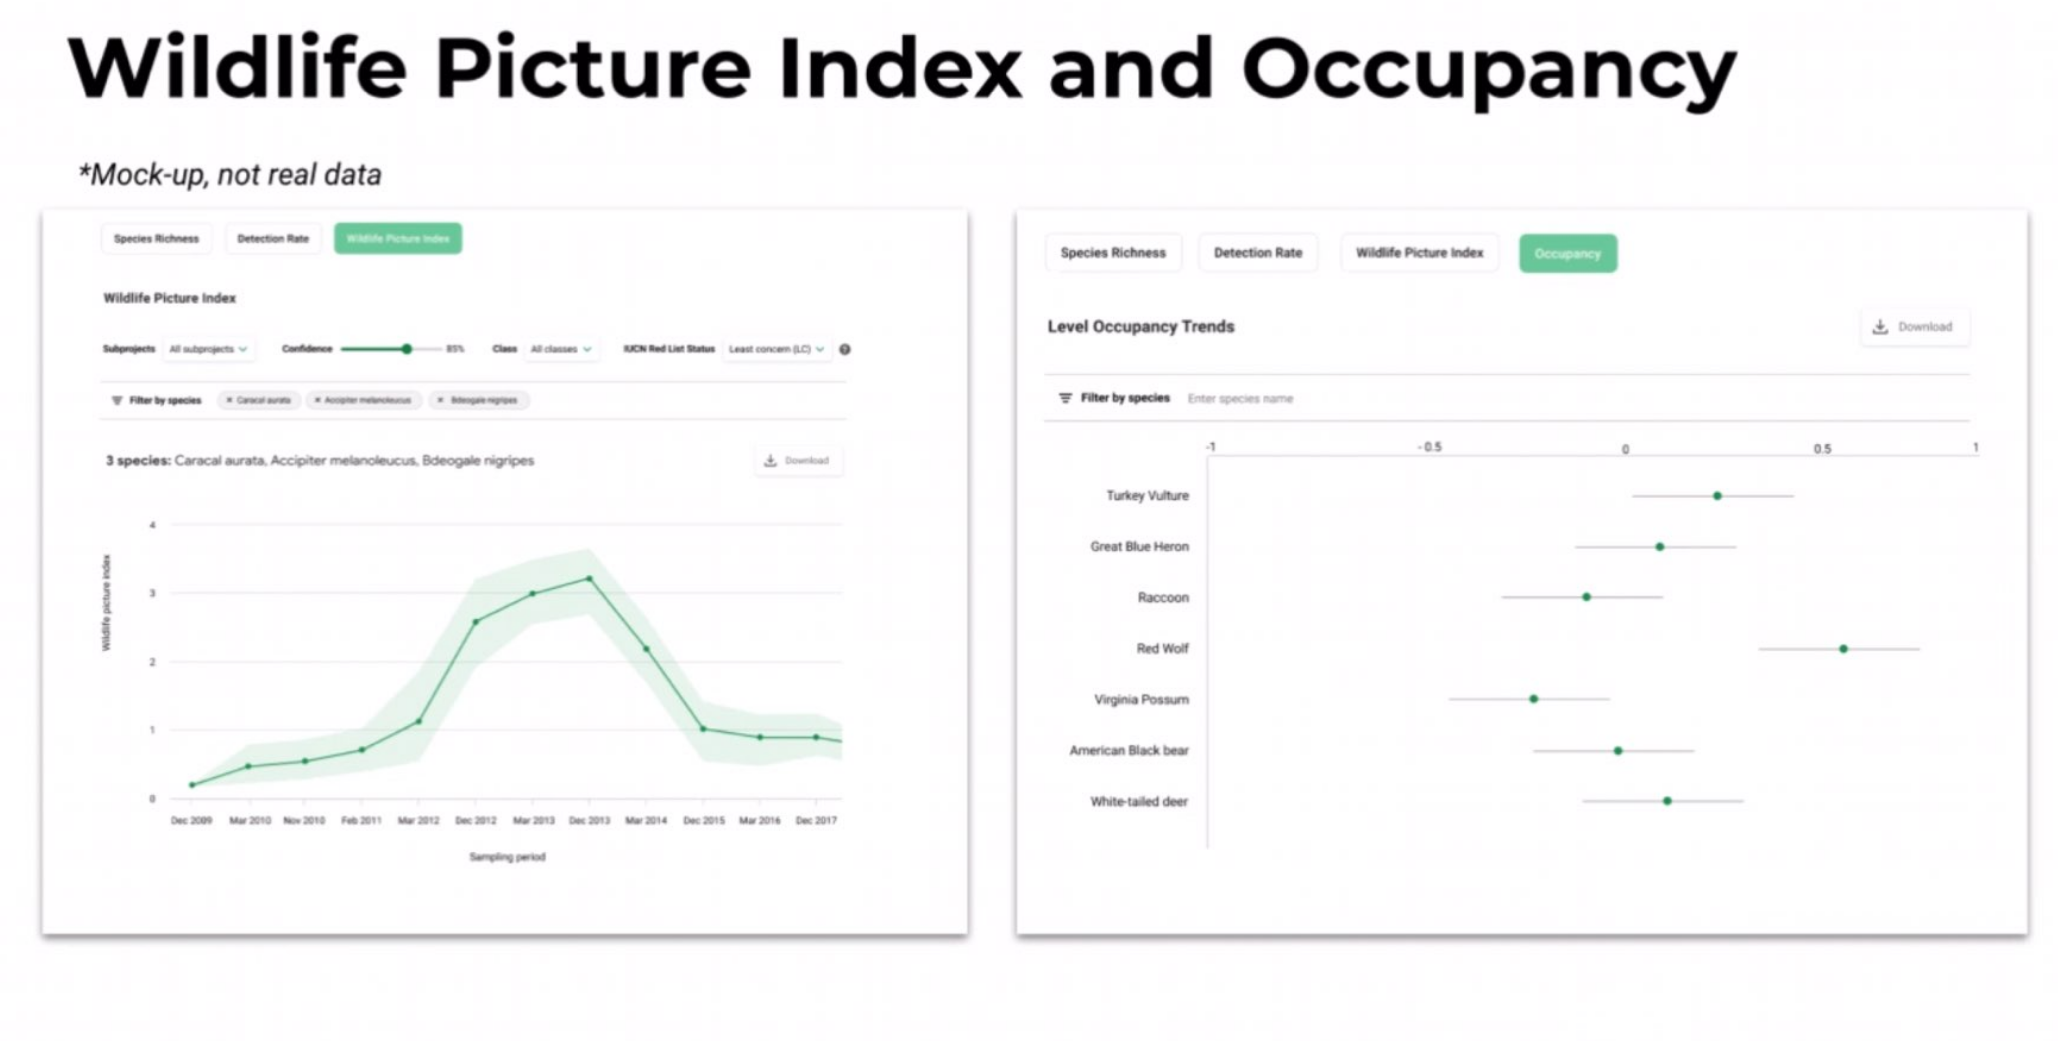 Wildlife Picture Index and Occupancy
*Mock-up, not real data
Species Richness Detection Rate Wildlife Picture Index
Wildlife Picture Index
Subprojects All subprojects Confidence 85% Class All classes IUCN Red List Status Least concern (LC) ?
Filter by species × Caracal aurata × Accipiter melanoleucus × Bdeogale nigripes
3 species: Caracal aurata, Accipiter melanoleucus, Bdeogale nigripes Download
Wildlife picture index
4
3
2
1
0
Dec 2009 Mar 2010 Nov 2010 Feb 2011 Mar 2012 Dec 2012 Mar 2013 Dec 2013 Mar 2014 Dec 2015 Mar 2016 Dec 2017
Sampling period
Species Richness Detection Rate Wildlife Picture Index Occupancy
Level Occupancy Trends Download
Filter by species Enter species name
-1 -0.5 0 0.5 1
Turkey Vulture
Great Blue Heron
Raccoon
Red Wolf
Virginia Possum
American Black bear
White-tailed deer